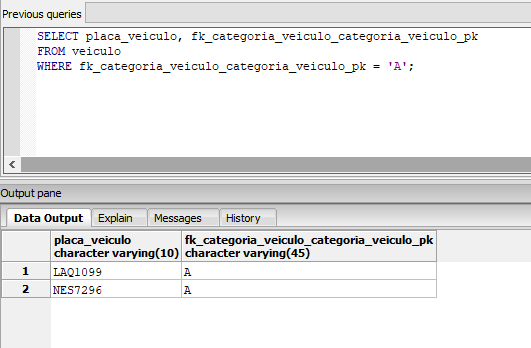 Previous queries
SELECT placa_veiculo, fk_categoria_veiculo_categoria_veiculo_pk
FROM veiculo
WHERE fk_categoria_veiculo_categoria_veiculo_pk = 'A';
Output pane
Data Output Explain Messages History
placa_veiculo fk_categoria_veiculo_categoria_veiculo_pk
character varying(10) character varying(45)
1 LAQ1099 A
2 NES7296 A